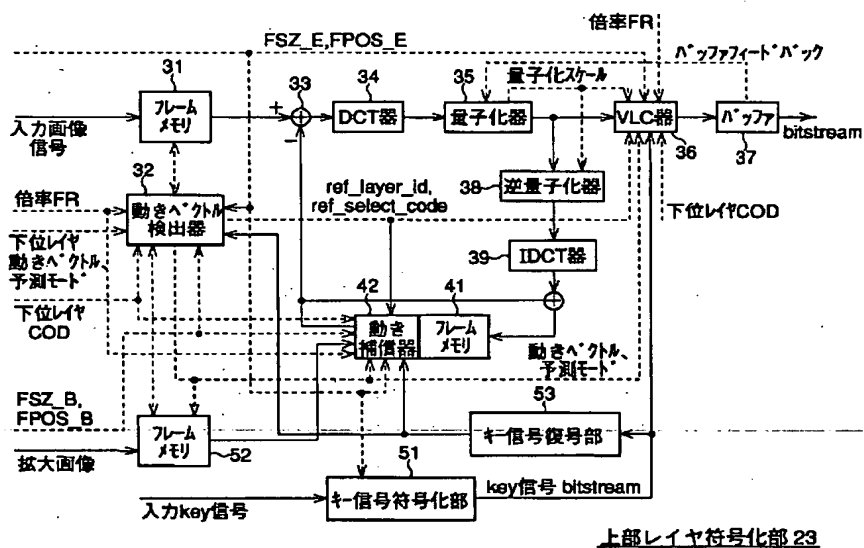 FSZ_E,FPOS_E
倍率FR
バッファフィードバック
31
フレーム
メモリ
入力画像
信号
+
33
−
34
DCT器
35
量子化器
量子化スケール
VLC器
36
バッファ
37
bitstream
32
動きベクトル
検出器
倍率FR
下位レイヤ
動きベクトル、
予測モード
下位レイヤ
COD
ref_layer_id,
ref_select_code
38
逆量子化器
39
IDCT器
下位レイヤCOD
42
動き
補償器
41
フレーム
メモリ
動きベクトル、
予測モード
FSZ_B,
FPOS_B
フレーム
メモリ
52
拡大画像
53
キー信号復号部
51
キー信号符号化部
入力key信号
key信号 bitstream
上部レイヤ符号化部 23